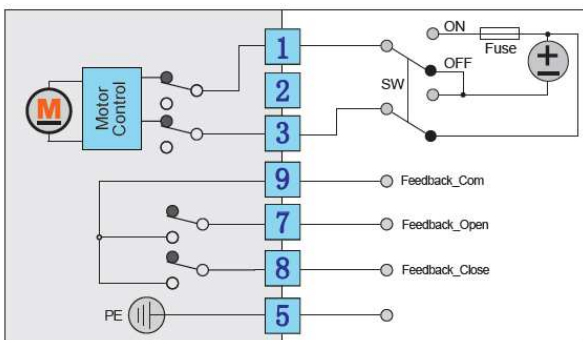 1
ON
Fuse
OFF
2
SW
M
Motor
Control
3
9
Feedback_Com
7
Feedback_Open
8
Feedback_Close
PE
5